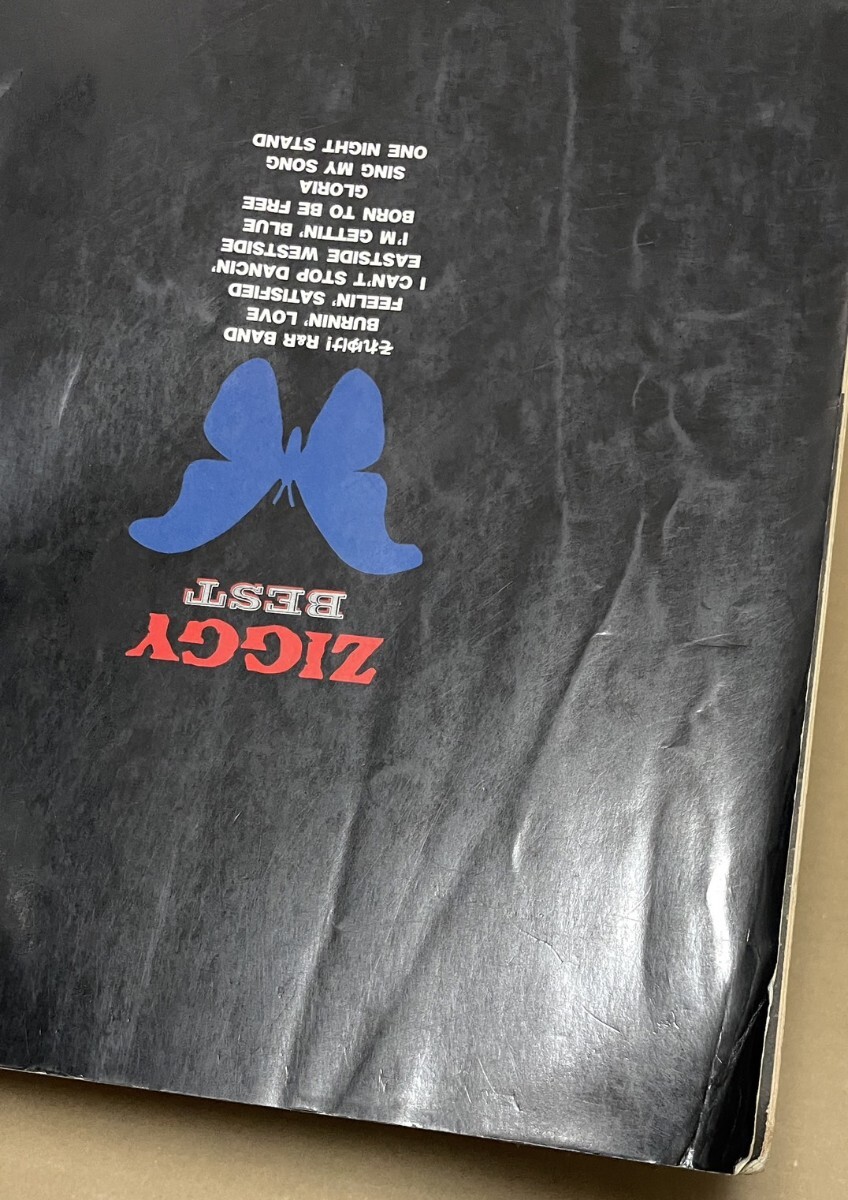 ZIGGY
BEST
それゆけ! R&R BAND
BURNIN' LOVE
FEELIN' SATISFIED
I CAN'T STOP DANCIN'
EASTSIDE WESTSIDE
I'M GETTIN' BLUE
BORN TO BE FREE
GLORIA
SING MY SONG
ONE NIGHT STAND